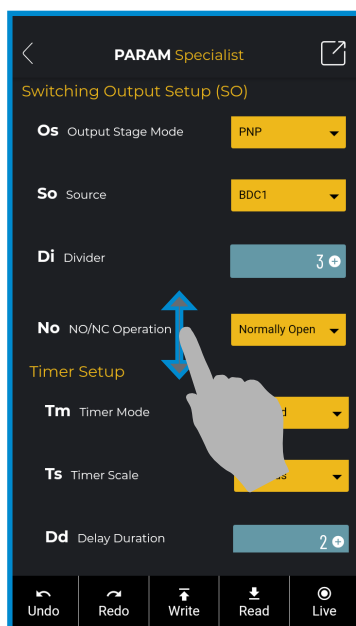 PARAM Specialist
Switching Output Setup (SO)
Os Output Stage Mode PNP
So Source BDC1
Di Divider 3
No NO/NC Operation Normally Open
Timer Setup
Tm Timer Mode
Ts Timer Scale
Dd Delay Duration 2
Undo Redo Write Read Live